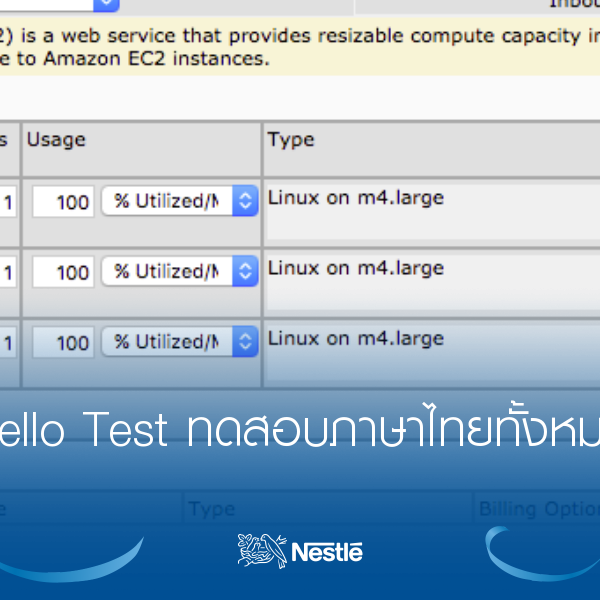 Inbou
2) is a web service that provides resizable compute capacity in
e to Amazon EC2 instances.
s Usage Type
1 100 % Utilized/M Linux on m4.large
1 100 % Utilized/M Linux on m4.large
1 100 % Utilized/M Linux on m4.large
ello Test ทดสอบภาษาไทยทั้งหม
e Type Billing Option
Nestlé